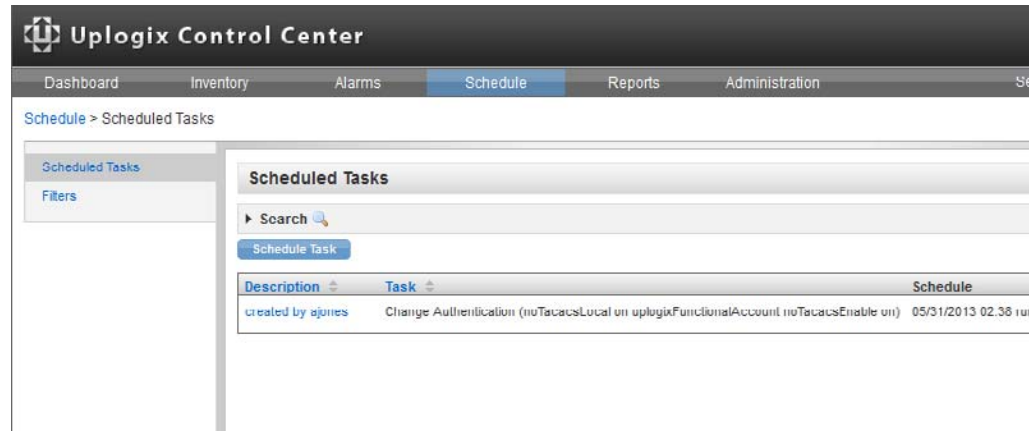 Uplogix Control Center
Dashboard Inventory Alarms Schedule Reports Administration Se
Schedule > Scheduled Tasks
Scheduled Tasks
Filters
Scheduled Tasks
Search
Schedule Task
Description Task Schedule
created by ajones Change Authentication (noTacacsLocal on uplogixFunctionalAccount noTacacsEnable on) 05/31/2013 02:38 ru